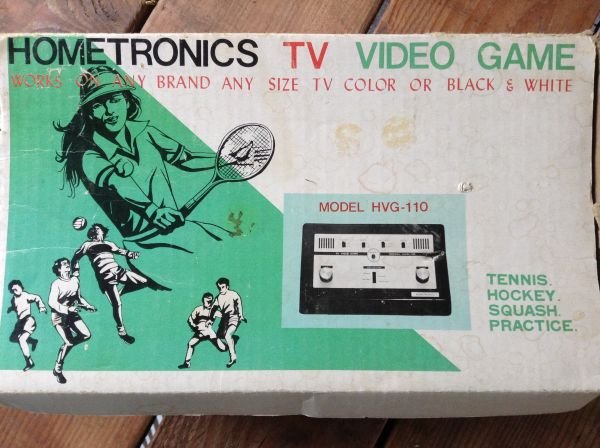 HOMETRONICS TV VIDEO GAME
WORKS ON ANY BRAND ANY SIZE TV COLOR OR BLACK & WHITE
MODEL HVG-110
TENNIS.
HOCKEY.
SQUASH.
PRACTICE.